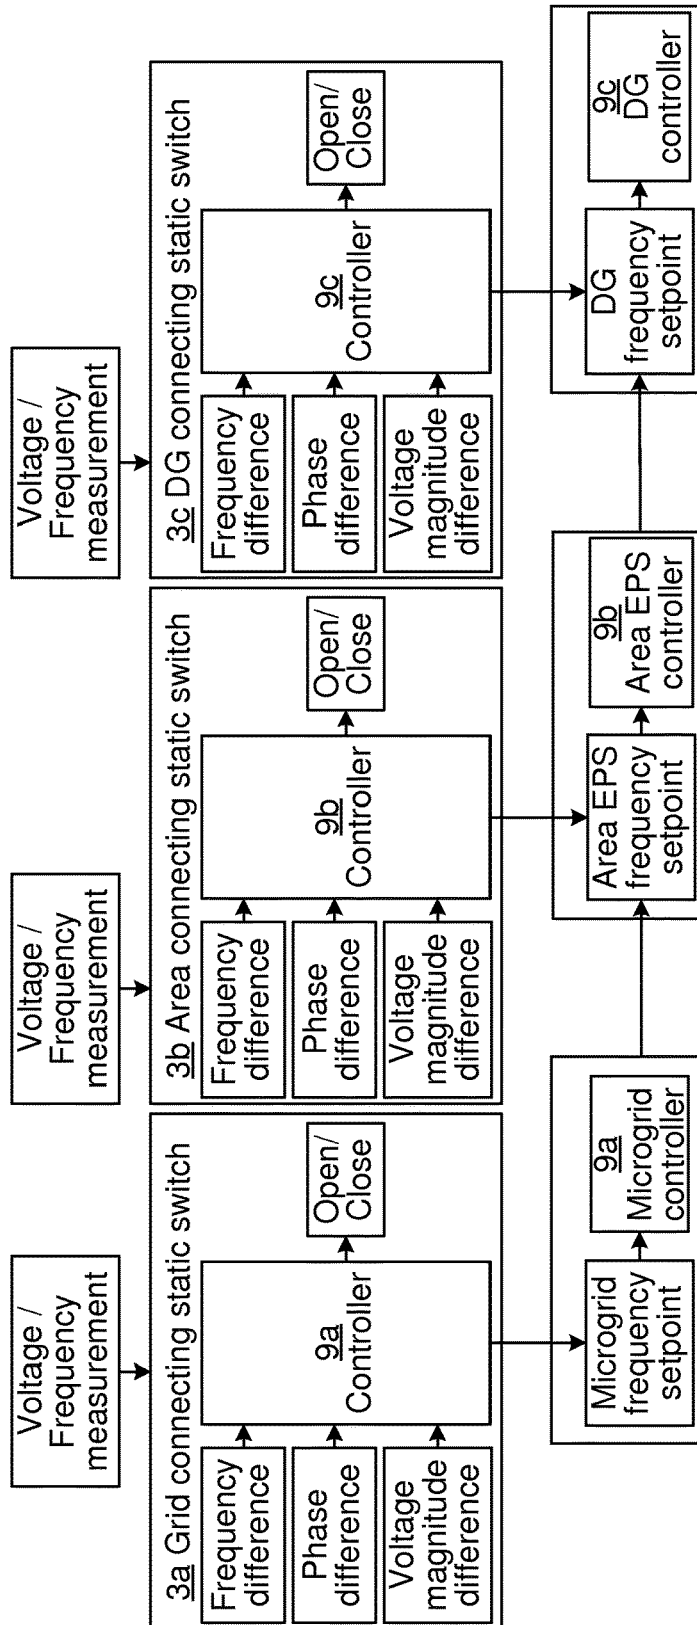 Voltage /
Frequency
measurement
3a Grid connecting static switch
Frequency
difference
Phase
difference
Voltage
magnitude
difference
9a
Controller
Open/
Close
Microgrid
frequency
setpoint
9a
Microgrid
controller
Voltage /
Frequency
measurement
3b Area connecting static switch
Frequency
difference
Phase
difference
Voltage
magnitude
difference
9b
Controller
Open/
Close
Area EPS
frequency
setpoint
9b
Area EPS
controller
Voltage /
Frequency
measurement
3c DG connecting static switch
Frequency
difference
Phase
difference
Voltage
magnitude
difference
9c
Controller
Open/
Close
DG
frequency
setpoint
9c
DG
controller